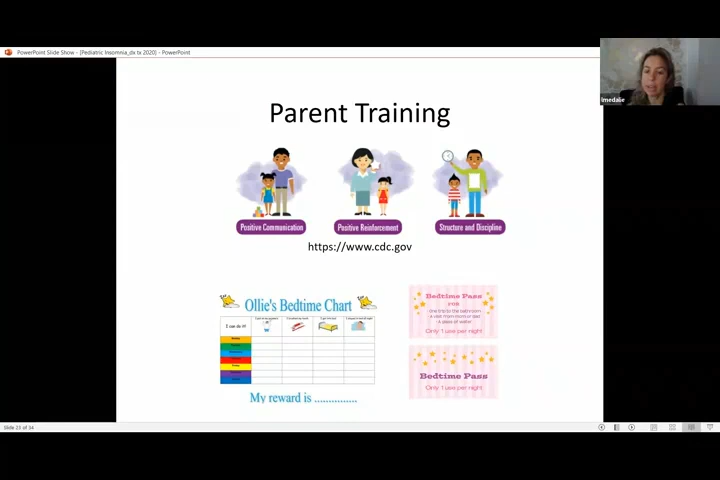 PowerPoint Slide Show - [Pediatric Insomnia_dx tx 2020] - PowerPoint
imedale
Parent Training
Positive Communication
Positive Reinforcement
Structure and Discipline
https://www.cdc.gov
Ollie's Bedtime Chart
I can do it!
My reward is ...............
Bedtime Pass
FOR
Only 1 use per night
Bedtime Pass
Only 1 use per night
Slide 23 of 34